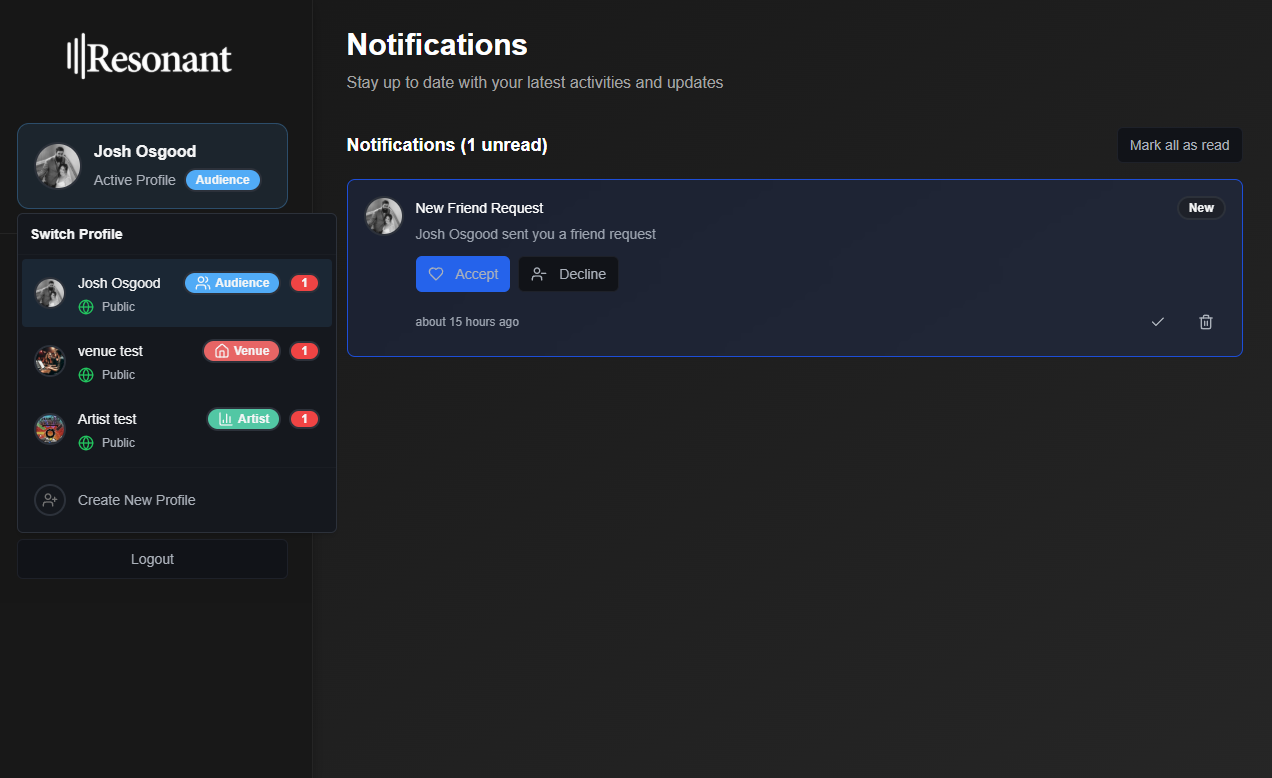 Resonant
Josh Osgood
Active Profile Audience
Switch Profile
Josh Osgood Audience 1
Public
venue test Venue 1
Public
Artist test Artist 1
Public
Create New Profile
Logout
Notifications
Stay up to date with your latest activities and updates
Notifications (1 unread) Mark all as read
New Friend Request New
Josh Osgood sent you a friend request
Accept Decline
about 15 hours ago